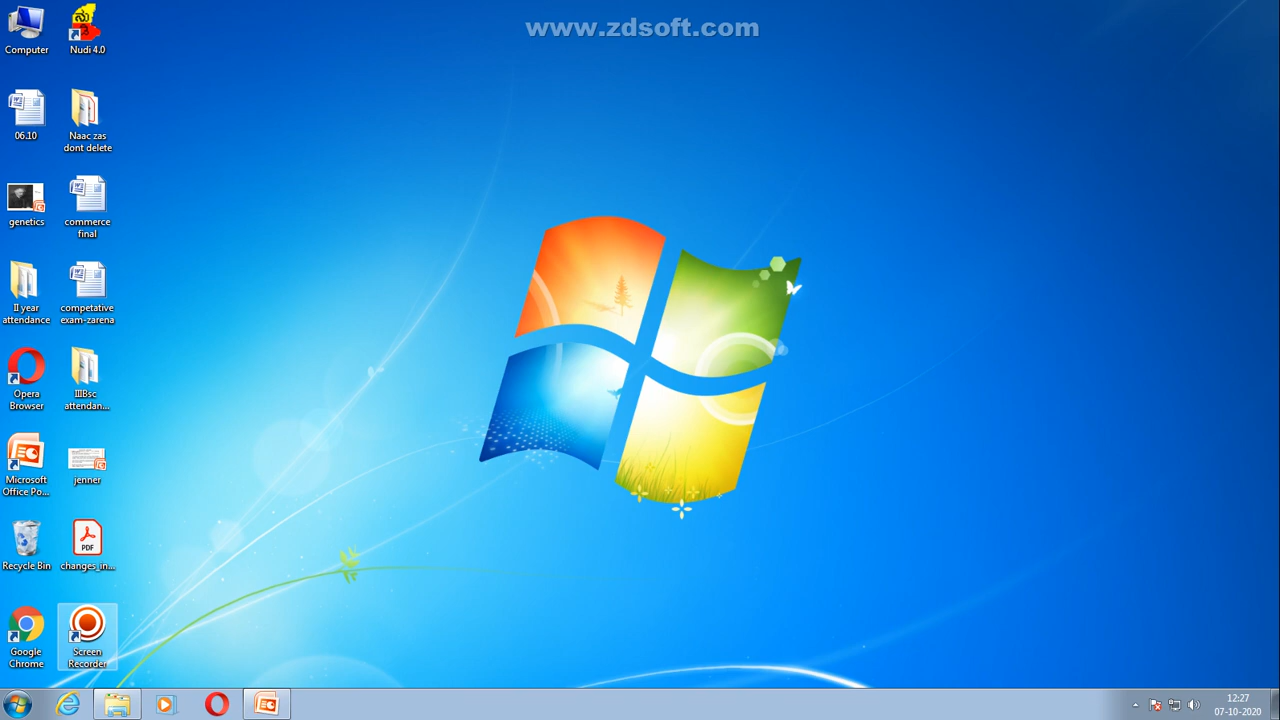 www.zdsoft.com
Computer
Nudi 4.0
06.10
Naac zas
dont delete
genetics
commerce
final
II year
attendance
competative
exam-zarena
Opera
Browser
IIIBsc
attendan...
Microsoft
Office Po...
jenner
Recycle Bin
PDF
changes_in...
Google
Chrome
Screen
Recorder
12:27
07-10-2020